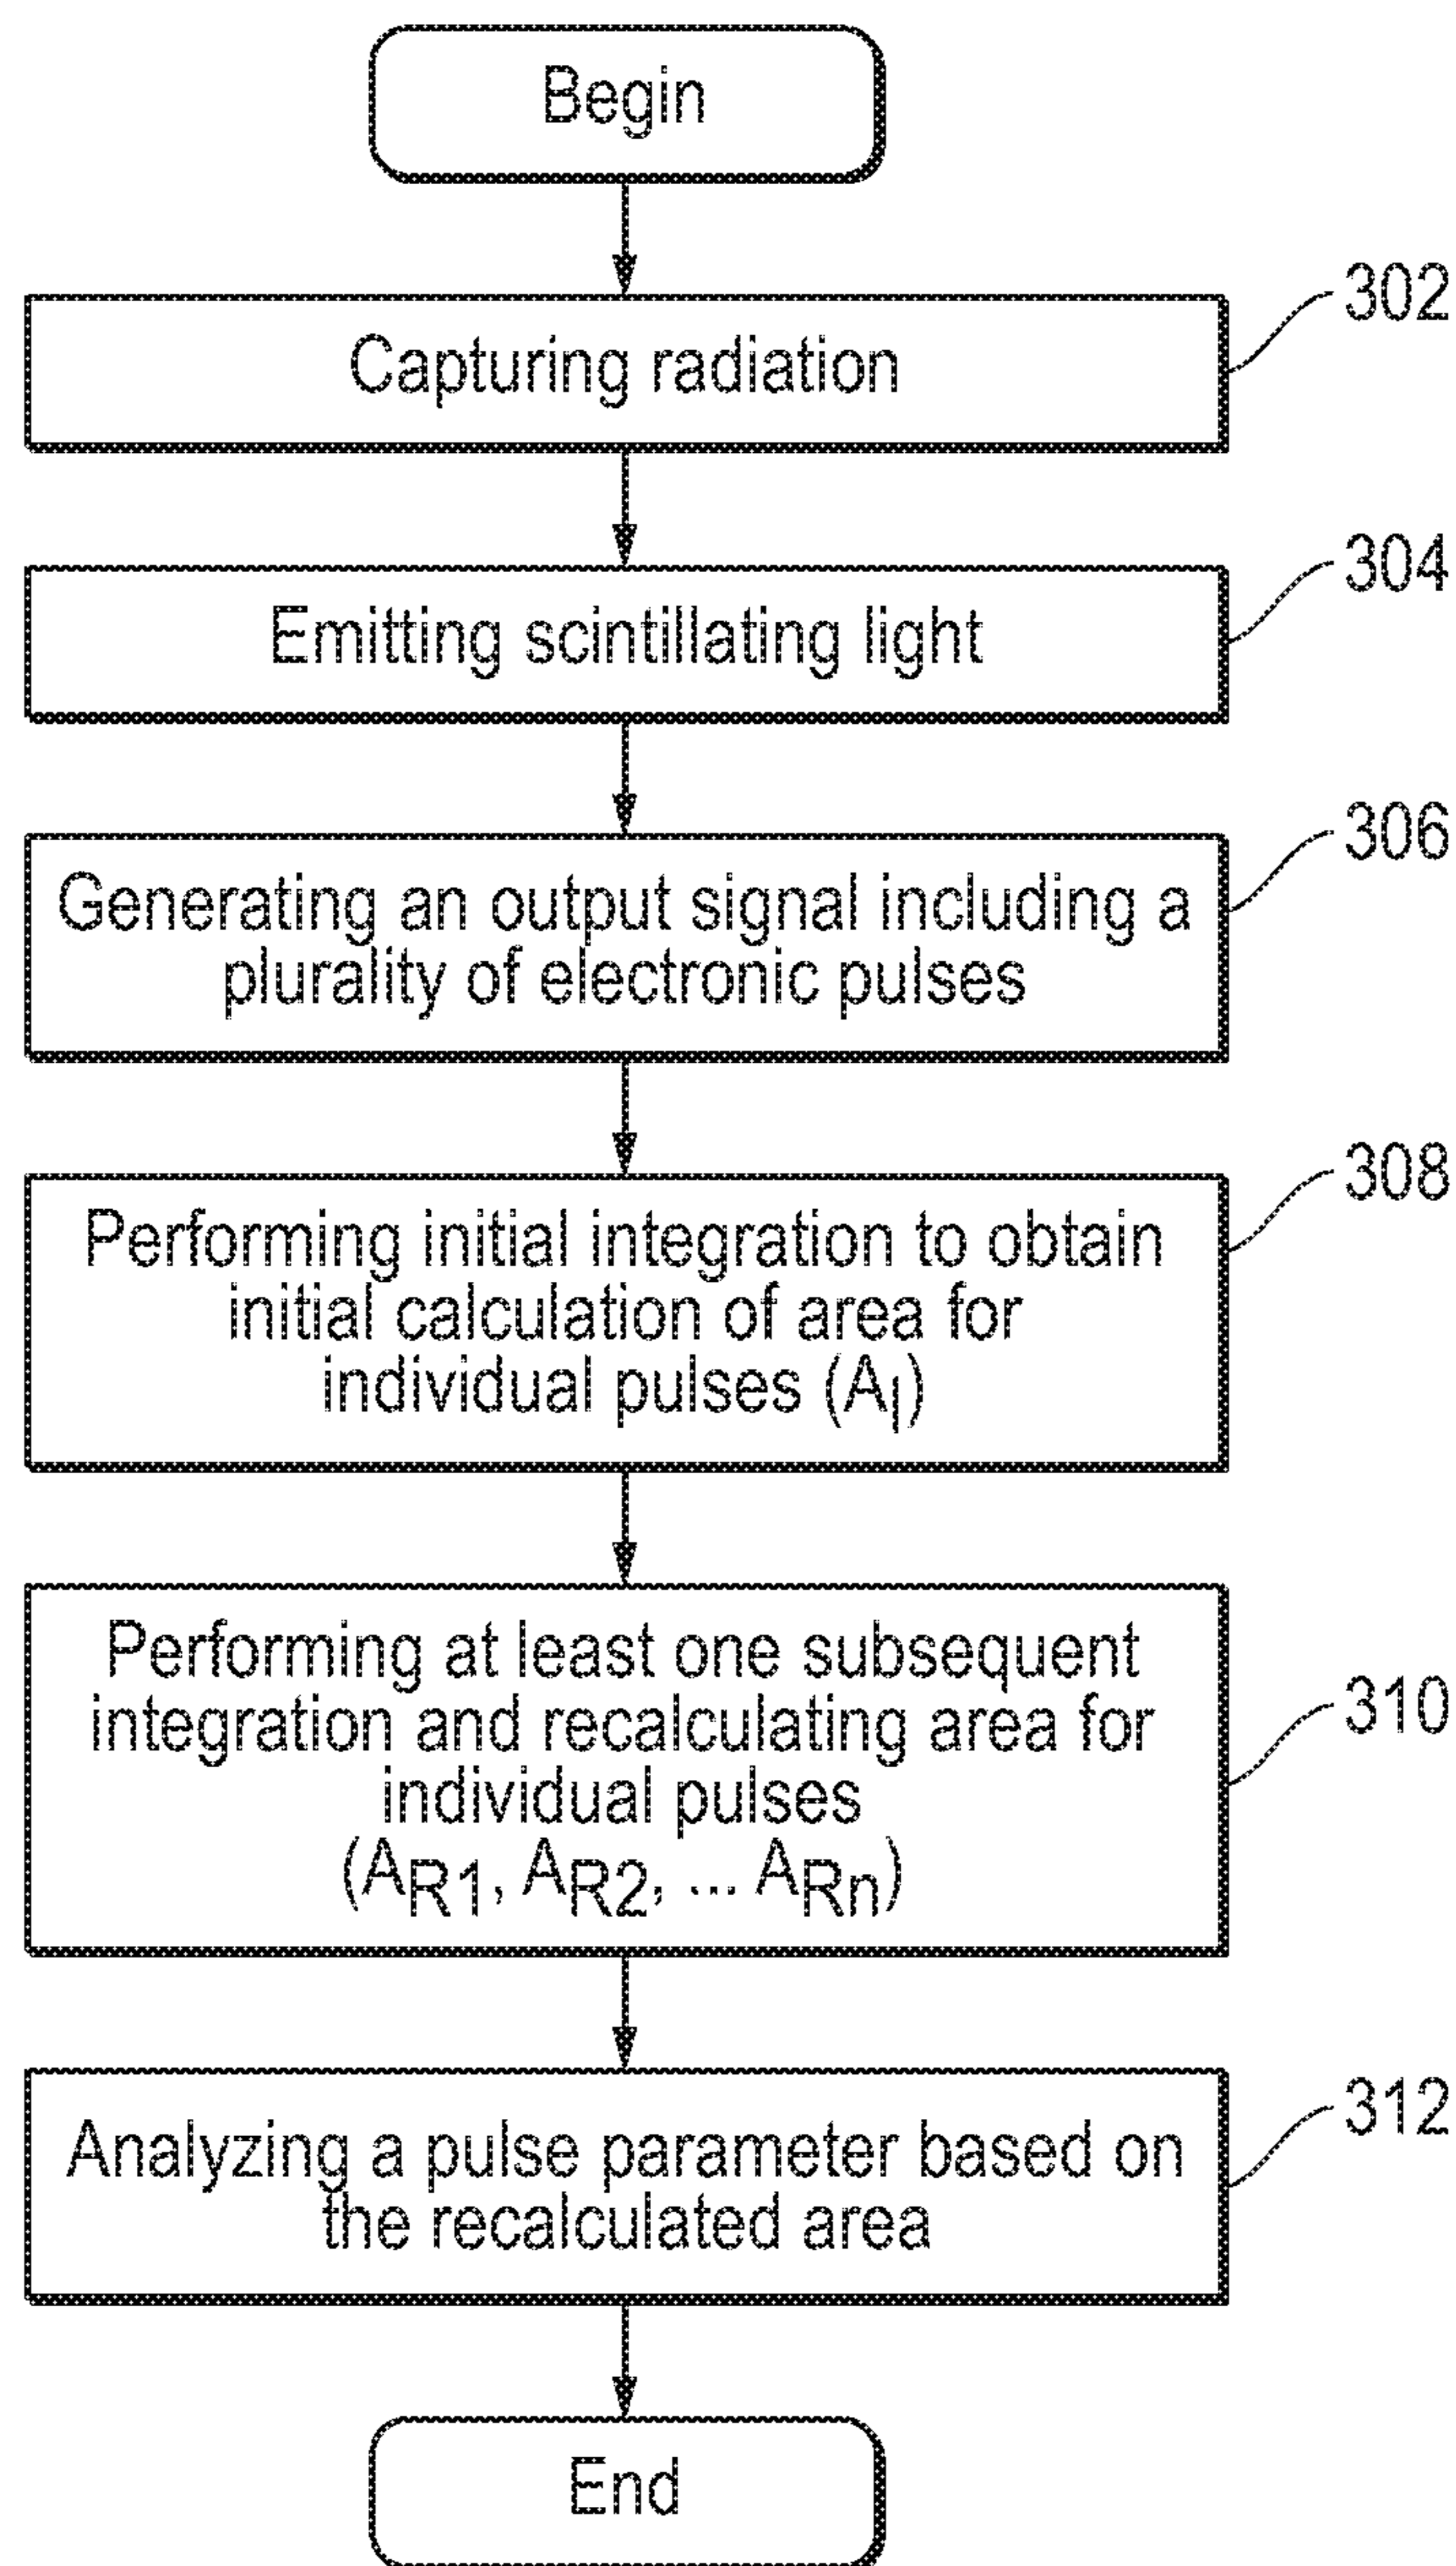 Begin
302
Capturing radiation
304
Emitting scintillating light
306
Generating an output signal including a
plurality of electronic pulses
308
Performing initial integration to obtain
initial calculation of area for
individual pulses (AI)
Performing at least one subsequent
integration and recalculating area for
310
individual pulses
(AR1, AR2, ... ARn)
312
Analyzing a pulse parameter based on
the recalculated area
End